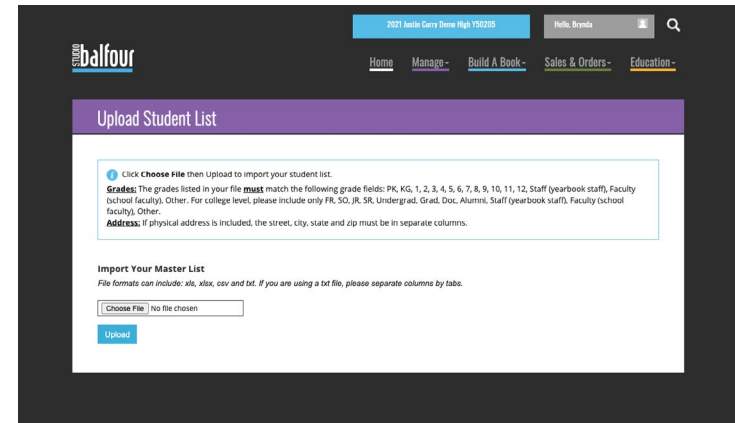 2021 Justin Curry Demo High Y50205
Hello, Brynda
STUDIO balfour
Home Manage Build A Book Sales & Orders Education
Upload Student List
Click Choose File then Upload to import your student list.
Grades: The grades listed in your file must match the following grade fields: PK, KG, 1, 2, 3, 4, 5, 6, 7, 8, 9, 10, 11, 12, Staff (yearbook staff), Faculty
(school faculty), Other. For college level, please include only FR, SO, JR, SR, Undergrad, Grad, Doc, Alumni, Staff (yearbook staff), Faculty (school
faculty), Other.
Address: If physical address is included, the street, city, state and zip must be in separate columns.
Import Your Master List
File formats can include: xls, xlsx, csv and txt. If you are using a txt file, please separate columns by tabs.
Choose File No file chosen
Upload